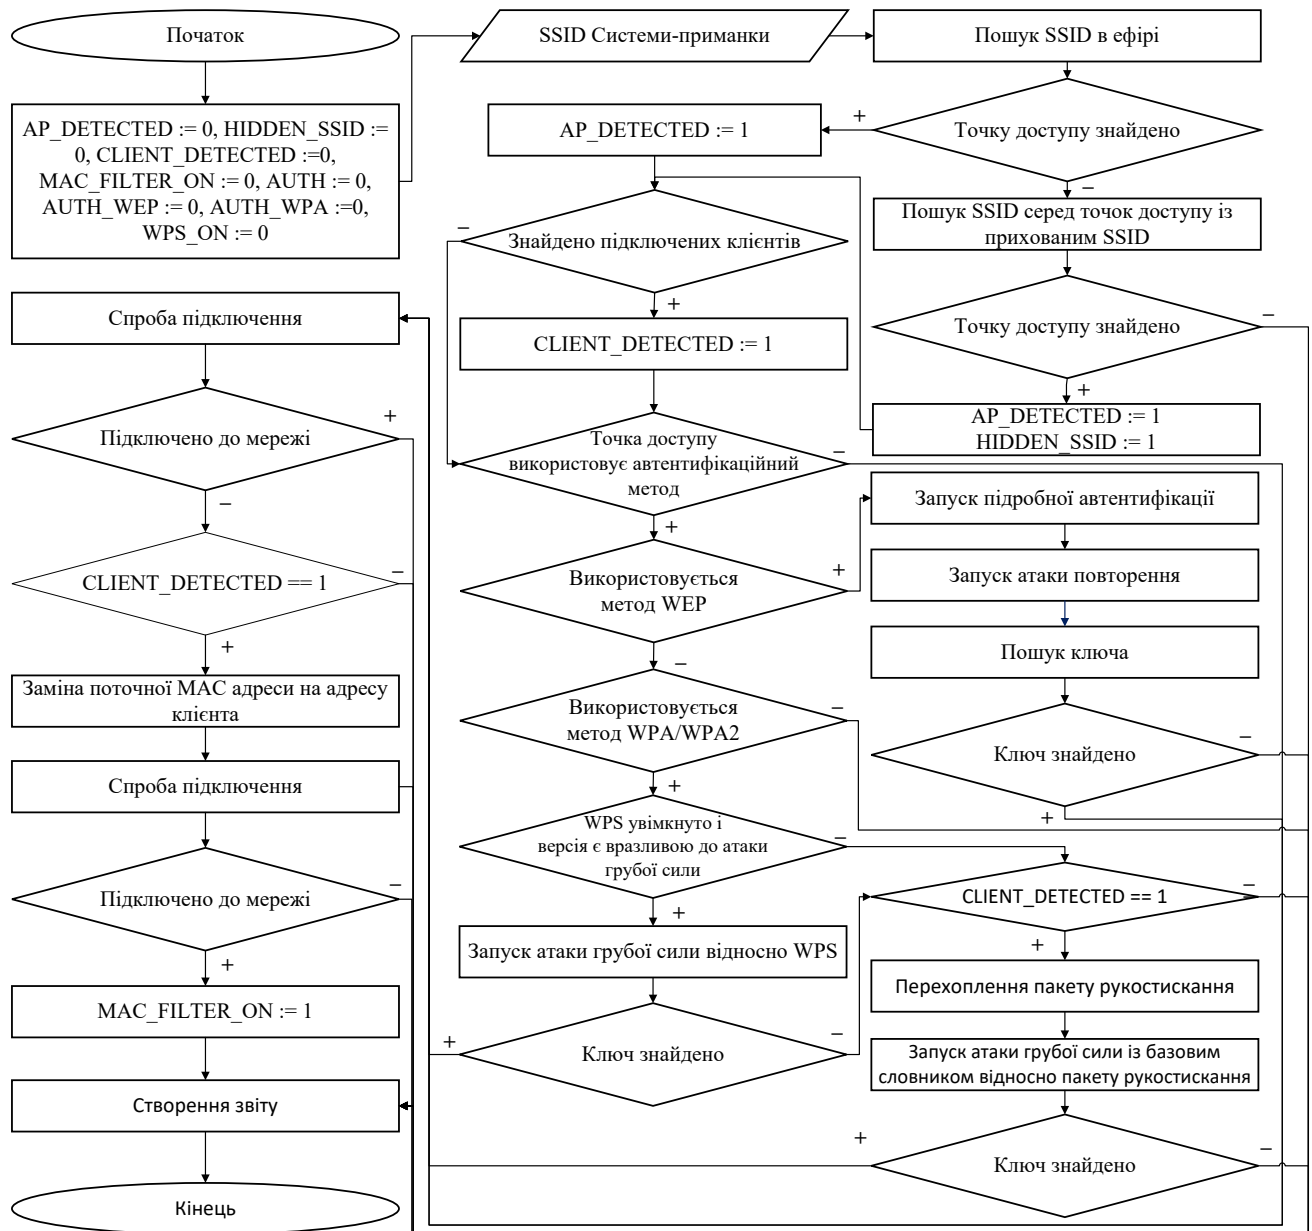 Початок
SSID Системи-приманки
Пошук SSID в ефірі
AP_DETECTED := 0, HIDDEN_SSID :=
0, CLIENT_DETECTED :=0,
MAC_FILTER_ON := 0, AUTH := 0,
AUTH_WEP := 0, AUTH_WPA :=0,
WPS_ON := 0
AP_DETECTED := 1
+
Точку доступу знайдено
–
Пошук SSID серед точок доступу із
прихованим SSID
–
Знайдено підключених клієнтів
+
Точку доступу знайдено
–
+
CLIENT_DETECTED := 1
AP_DETECTED := 1
HIDDEN_SSID := 1
Точка доступу
використовує автентифікаційний
метод
–
+
Використовується
метод WEP
+
–
Запуск підробної автентифікації
Запуск атаки повторення
Пошук ключа
Ключ знайдено
–
+
Використовується
метод WPA/WPA2
–
+
WPS увімкнуто і
версія є вразливою до атаки
грубої сили
–
+
Запуск атаки грубої сили відносно WPS
Ключ знайдено
+
–
CLIENT_DETECTED == 1
–
+
Перехоплення пакету рукостискання
Запуск атаки грубої сили із базовим
словником відносно пакету рукостискання
Ключ знайдено
+
–
Спроба підключення
Підключено до мережі
+
–
CLIENT_DETECTED == 1
–
+
Заміна поточної MAC адреси на адресу
клієнта
Спроба підключення
Підключено до мережі
–
+
MAC_FILTER_ON := 1
Створення звіту
Кінець